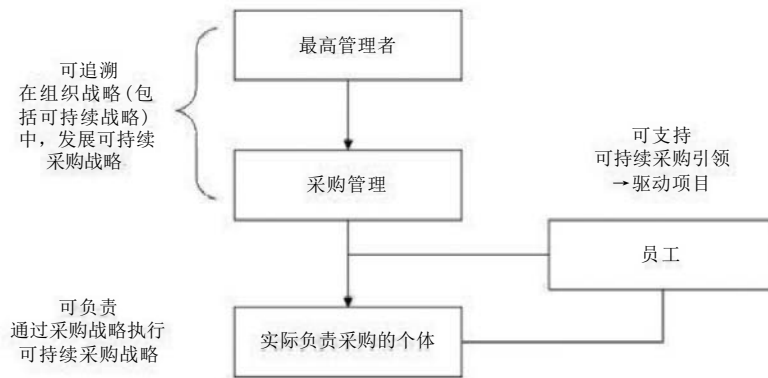 最高管理者
可追溯
在组织战略(包
括可持续战略)
中，发展可持续
采购战略
采购管理
可支持
可持续采购引领
→驱动项目
员工
可负责
通过采购战略执行
可持续采购战略
实际负责采购的个体